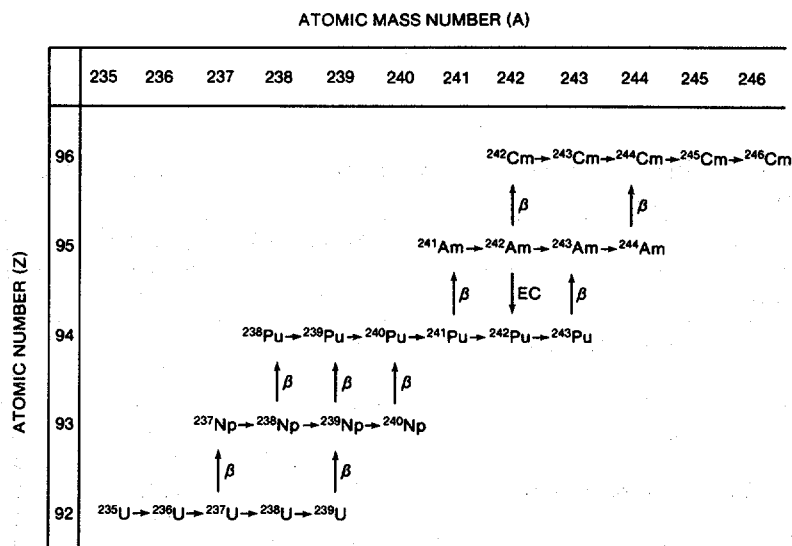 ATOMIC MASS NUMBER (A)
235 236 237 238 239 240 241 242 243 244 245 246
96 ²⁴²Cm→²⁴³Cm→²⁴⁴Cm→²⁴⁵Cm→²⁴⁶Cm
β β
95 ²⁴¹Am→²⁴²Am→²⁴³Am→²⁴⁴Am
β EC β
94 ²³⁸Pu→²³⁹Pu→²⁴⁰Pu→²⁴¹Pu→²⁴²Pu→²⁴³Pu
β β β
93 ²³⁷Np→²³⁸Np→²³⁹Np→²⁴⁰Np
β β
92 ²³⁵U→²³⁶U→²³⁷U→²³⁸U→²³⁹U
ATOMIC NUMBER (Z)